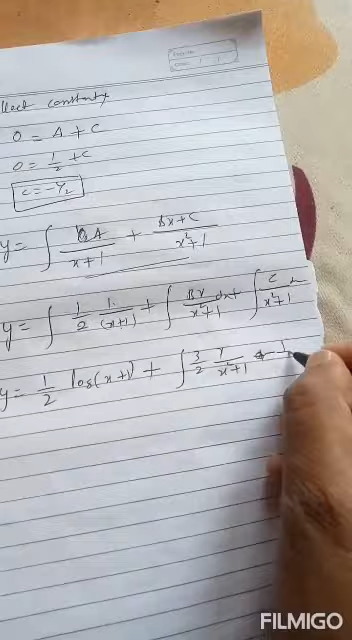 llect constants
0 = A + C
0 = 1/2 + C
C = -1/2
y = ∫ A/(x+1) + (Bx+C)/(x²+1)
y = ∫ 1/2 1/(x+1) + ∫ Bx/(x²+1) dx + ∫ C/(x²+1)
y = 1/2 log(x+1) + ∫ 3/2 x/(x²+1)
FILMIGO